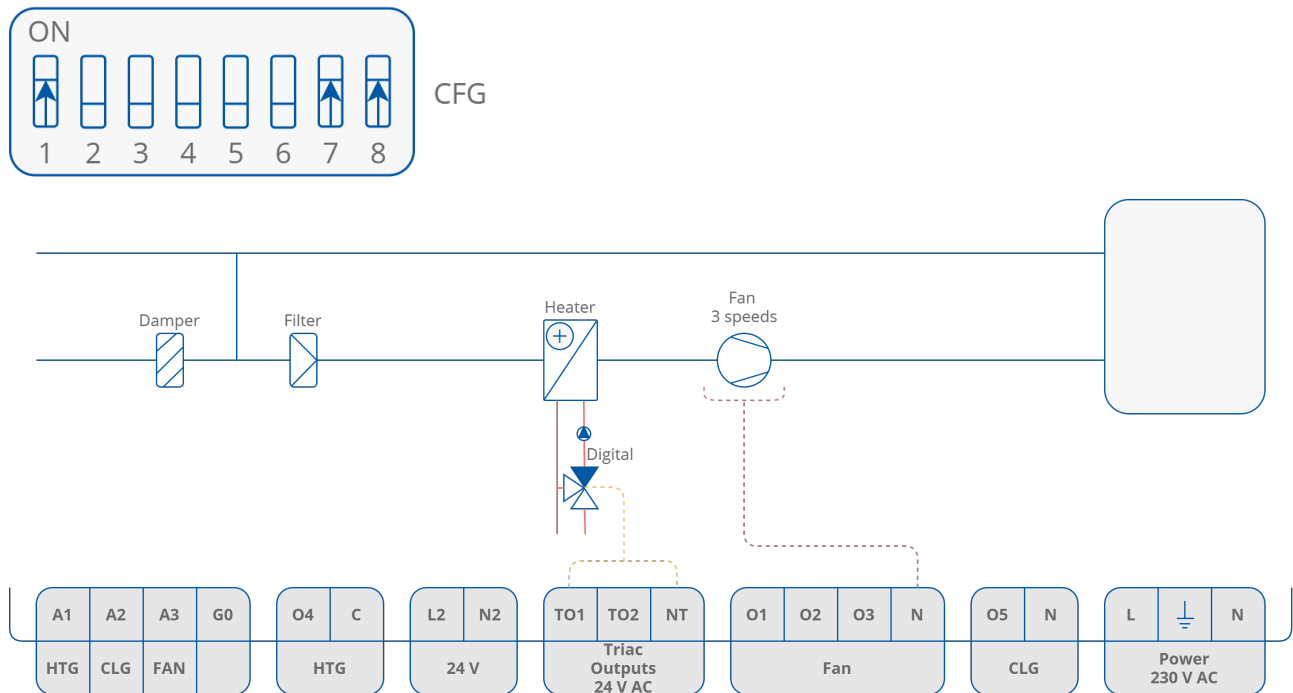 ON
CFG
1 2 3 4 5 6 7 8
Fan
3 speeds
Heater
Damper
Filter
Digital
A1 A2 A3 G0 O4 C L2 N2 TO1 TO2 NT O1 O2 O3 N O5 N L N
HTG CLG FAN HTG 24 V
Triac
Outputs
24 V AC
Fan
CLG
Power
230 V AC